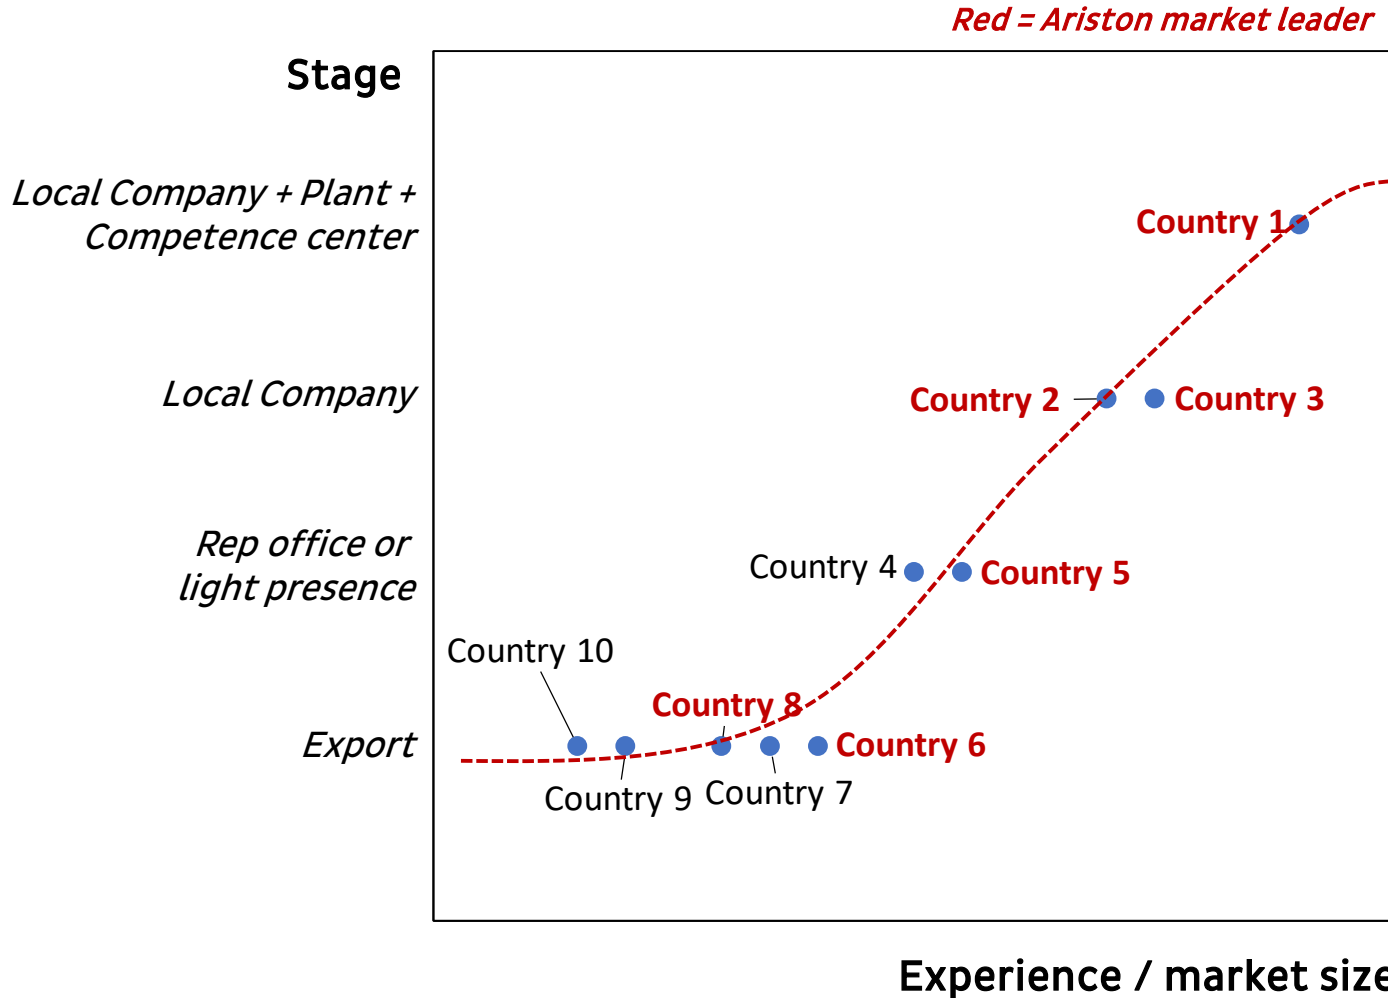 Red = Ariston market leader
Stage
Local Company + Plant +
Competence center
Country 1
Local Company
Country 2
Country 3
Rep office or
light presence
Country 4
Country 5
Country 10
Country 8
Export
Country 6
Country 9
Country 7
Experience / market size